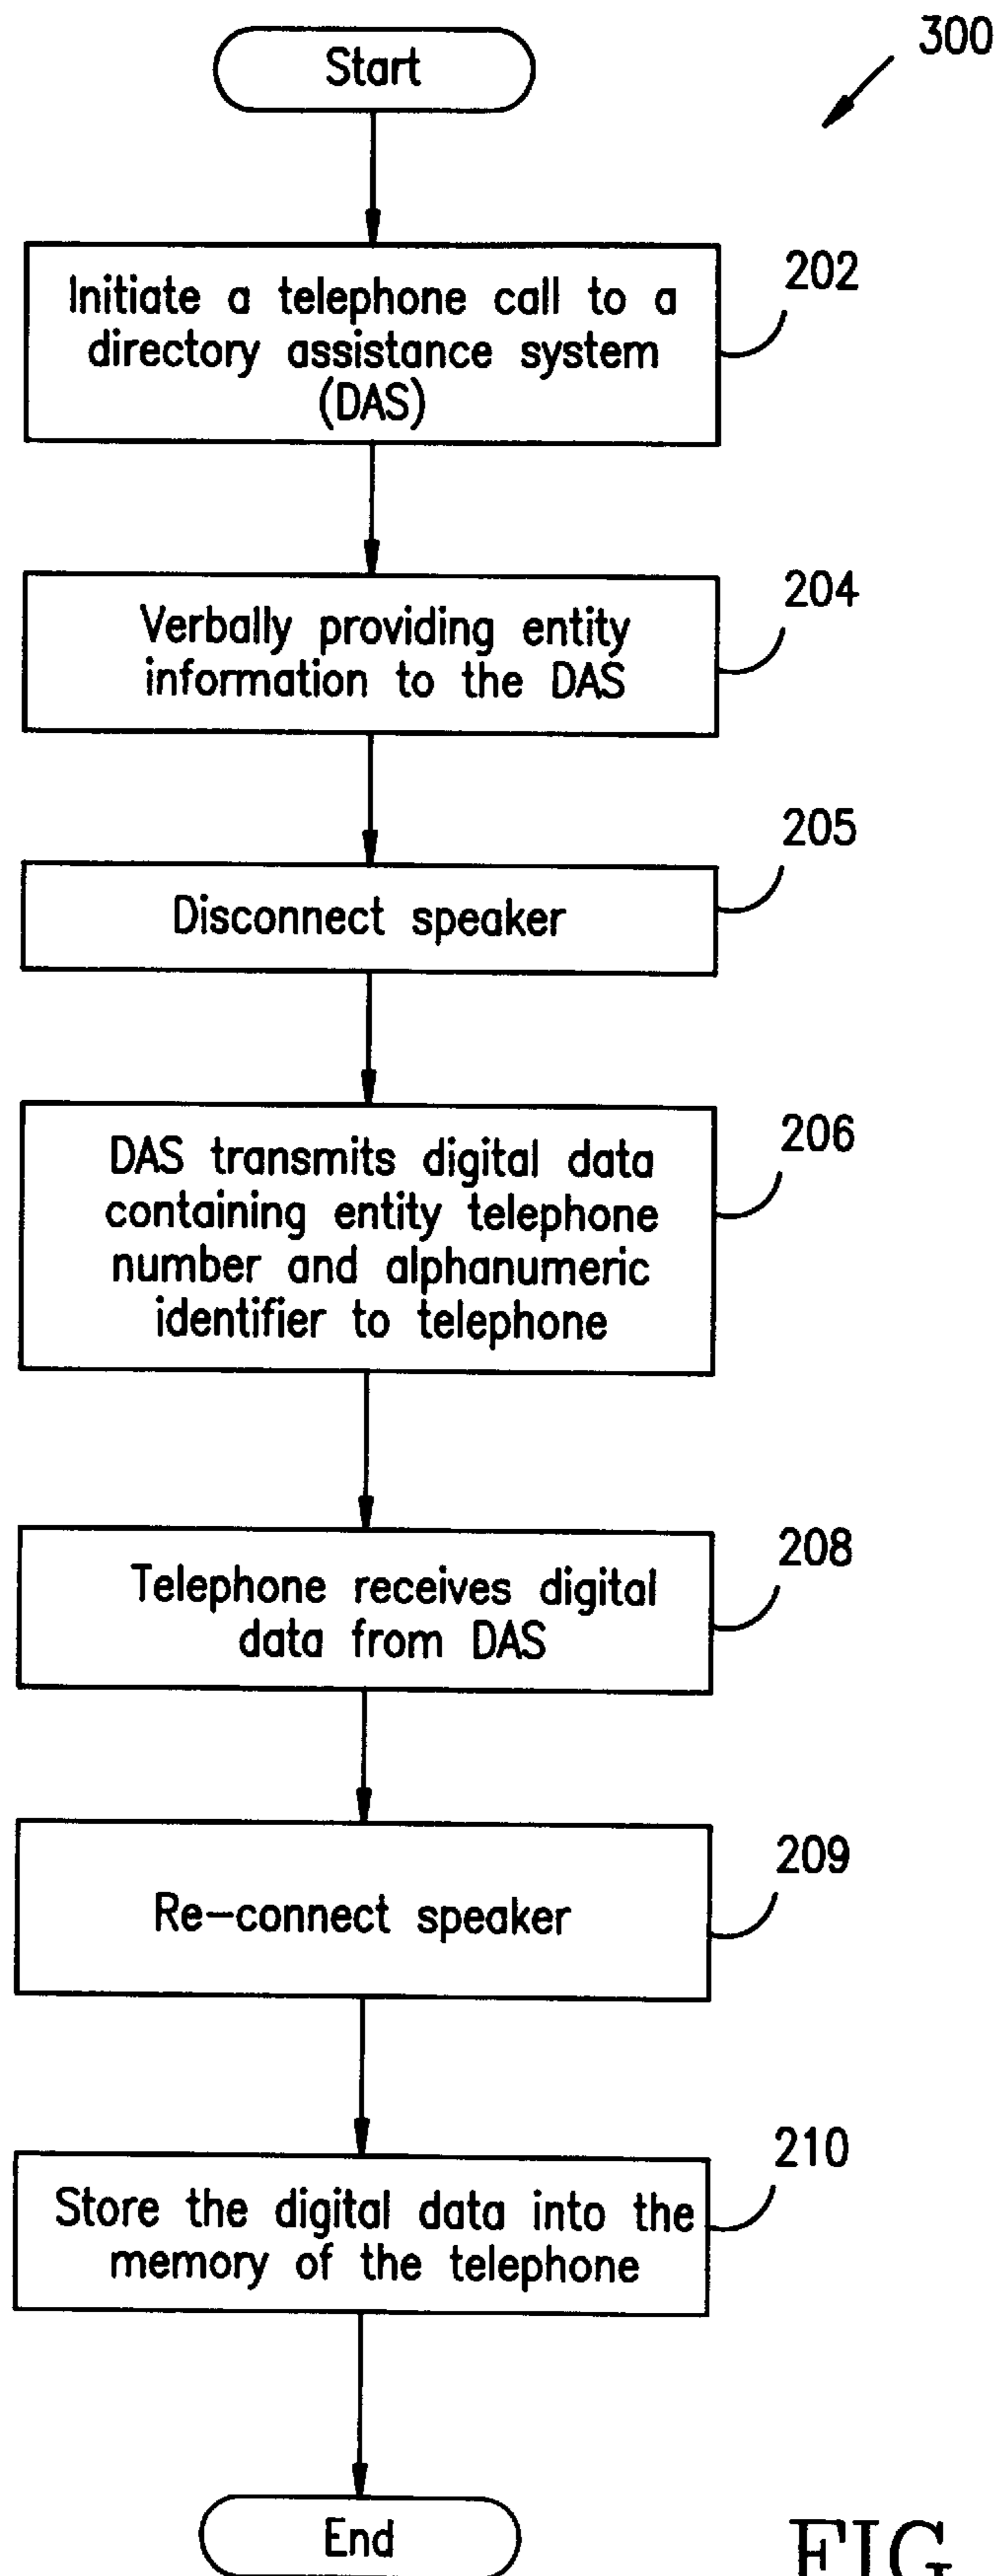 300
Start
202
Initiate a telephone call to a
directory assistance system
(DAS)
204
Verbally providing entity
information to the DAS
205
Disconnect speaker
206
DAS transmits digital data
containing entity telephone
number and alphanumeric
identifier to telephone
208
Telephone receives digital
data from DAS
209
Re-connect speaker
210
Store the digital data into the
memory of the telephone
End
FIG